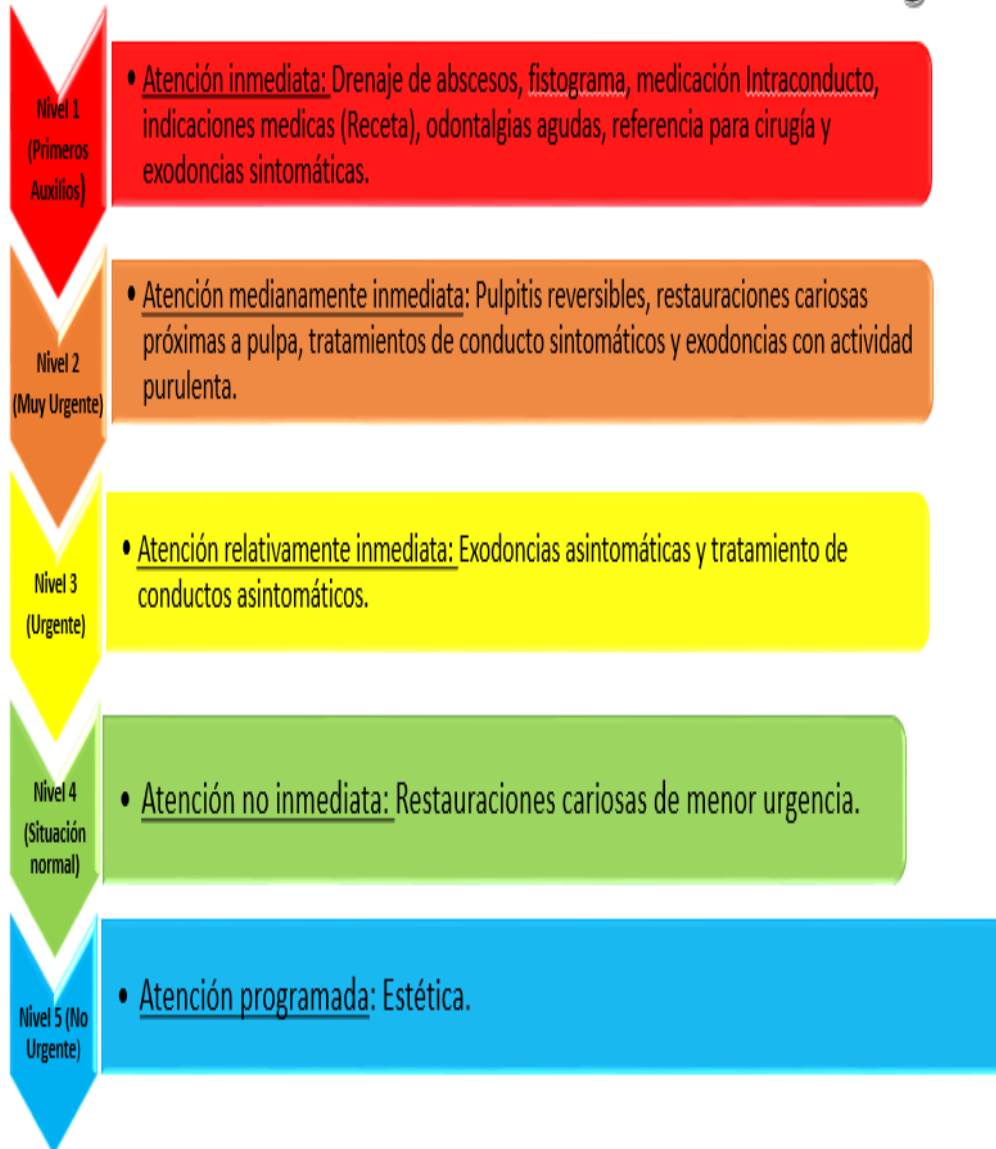 Nivel 1
(Primeros
Auxilios)
• Atención inmediata: Drenaje de abscesos, fistograma, medicación Intraconducto,
indicaciones medicas (Receta), odontalgias agudas, referencia para cirugía y
exodoncias sintomáticas.
Nivel 2
(Muy Urgente)
• Atención medianamente inmediata: Pulpitis reversibles, restauraciones cariosas
próximas a pulpa, tratamientos de conducto sintomáticos y exodoncias con actividad
purulenta.
Nivel 3
(Urgente)
• Atención relativamente inmediata: Exodoncias asintomáticas y tratamiento de
conductos asintomáticos.
Nivel 4
(Situación
normal)
• Atención no inmediata: Restauraciones cariosas de menor urgencia.
Nivel 5 (No
Urgente)
• Atención programada: Estética.